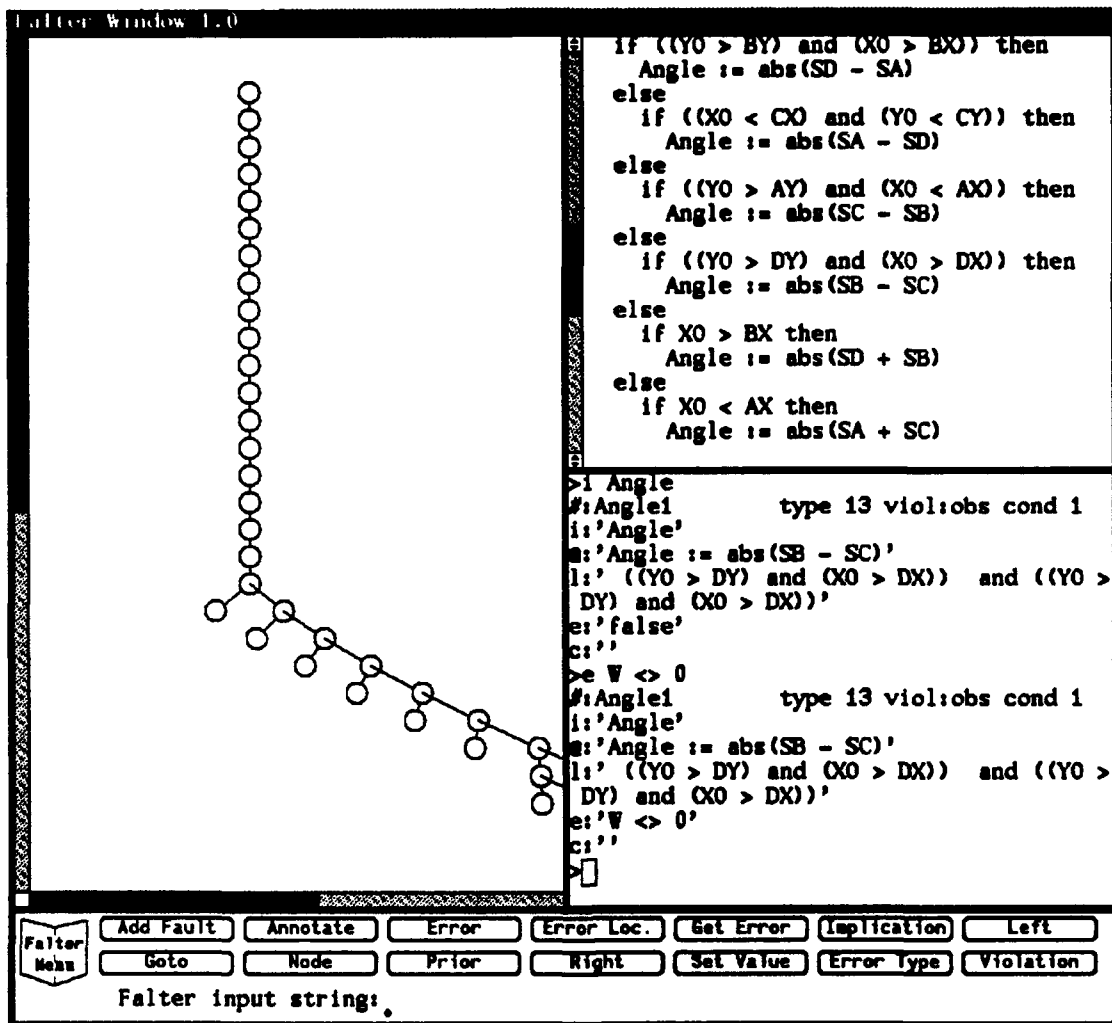 Falter Window 1.0
if ((Y0 > BY) and (X0 > BX)) then
Angle := abs(SD - SA)
else
if ((X0 < CX) and (Y0 < CY)) then
Angle := abs(SA - SD)
else
if ((Y0 > AY) and (X0 < AX)) then
Angle := abs(SC - SB)
else
if ((Y0 > DY) and (X0 > DX)) then
Angle := abs(SB - SC)
else
if X0 > BX then
Angle := abs(SD + SB)
else
if X0 < AX then
Angle := abs(SA + SC)
>i Angle
#:Angle1 type 13 viol:obs cond 1
i:'Angle'
a:'Angle := abs(SB - SC)'
l:' ((Y0 > DY) and (X0 > DX)) and ((Y0 >
DY) and (X0 > DX))'
e:'false'
c:''
>e W <> 0
#:Angle1 type 13 viol:obs cond 1
i:'Angle'
a:'Angle := abs(SB - SC)'
l:' ((Y0 > DY) and (X0 > DX)) and ((Y0 >
DY) and (X0 > DX))'
e:'W <> 0'
c:''
>
Falter Menu
Add Fault Annotate Error Error Loc. Get Error Implication Left
Goto Node Prior Right Set Value Error Type Violation
Falter input string: